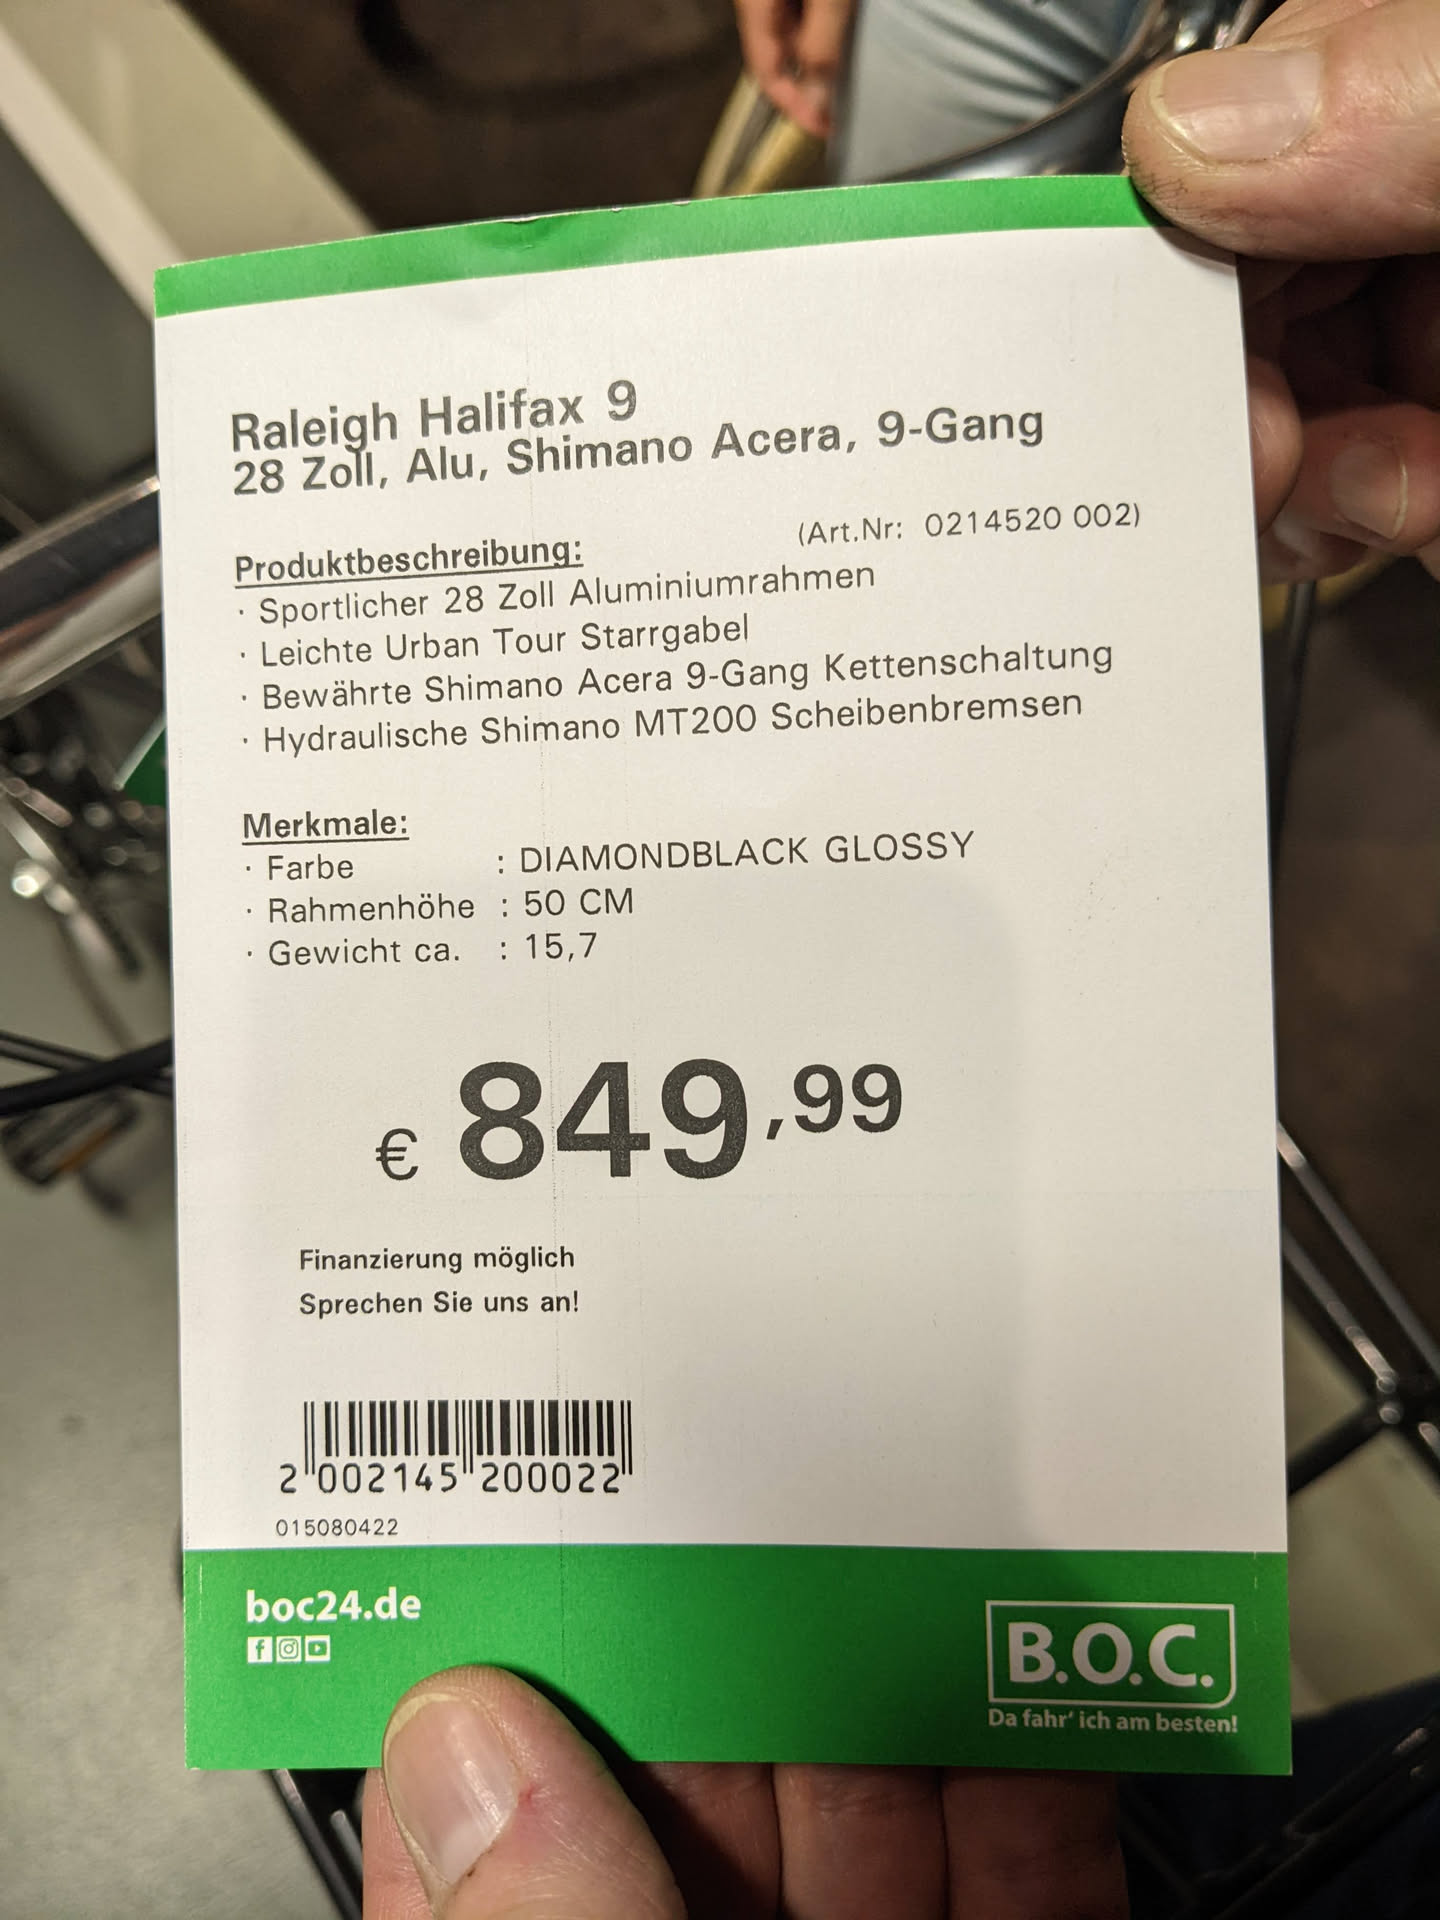 Raleigh Halifax 9
28 Zoll, Alu, Shimano Acera, 9-Gang
(Art.Nr: 0214520 002)
Produktbeschreibung:
· Sportlicher 28 Zoll Aluminiumrahmen
· Leichte Urban Tour Starrgabel
· Bewährte Shimano Acera 9-Gang Kettenschaltung
· Hydraulische Shimano MT200 Scheibenbremsen
Merkmale:
· Farbe : DIAMONDBLACK GLOSSY
· Rahmenhöhe : 50 CM
· Gewicht ca. : 15,7
€ 849,99
Finanzierung möglich
Sprechen Sie uns an!
2 002145 200022
015080422
boc24.de
B.O.C.
Da fahr' ich am besten!